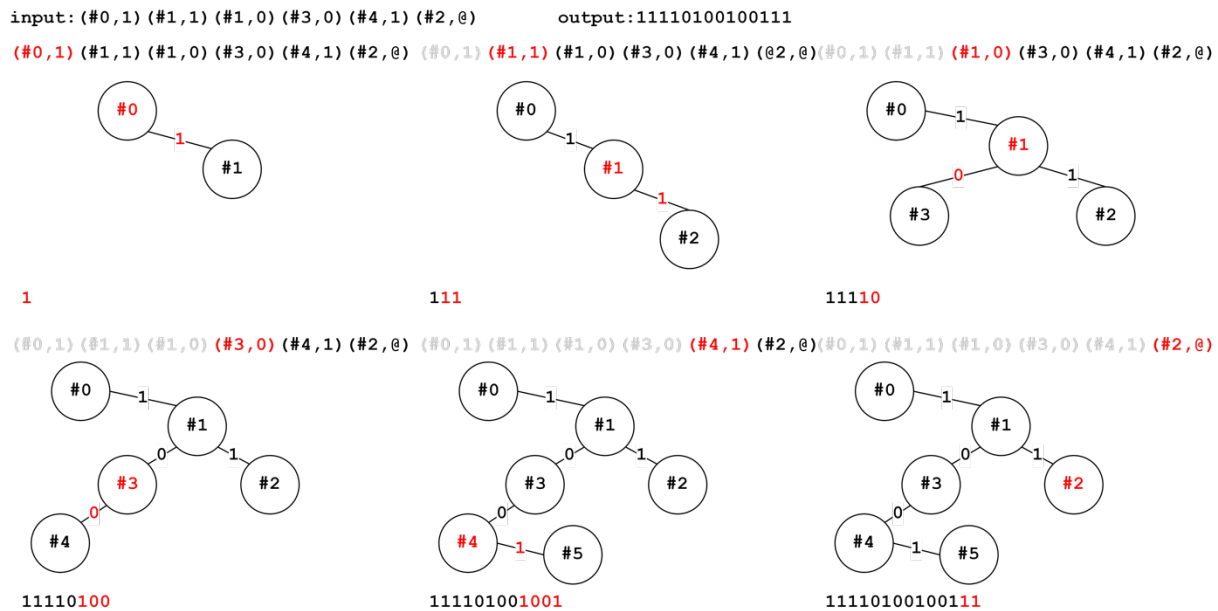 input:(#0,1)(#1,1)(#1,0)(#3,0)(#4,1)(#2,@) output:11110100100111
(#0,1)(#1,1)(#1,0)(#3,0)(#4,1)(#2,@) (#0,1)(#1,1)(#1,0)(#3,0)(#4,1)(@2,@) (#0,1)(#1,1)(#1,0)(#3,0)(#4,1)(#2,@)
#0 1 #1
#0 1 #1 1 #2
#0 1 #1 0 1 #3 #2
1 111 11110
(#0,1)(#1,1)(#1,0)(#3,0)(#4,1)(#2,@) (#0,1)(#1,1)(#1,0)(#3,0)(#4,1)(#2,@) (#0,1)(#1,1)(#1,0)(#3,0)(#4,1)(#2,@)
#0 1 #1 0 1 #3 #2 0 #4
#0 1 #1 0 1 #3 #2 0 #4 1 #5
#0 1 #1 0 1 #3 #2 0 #4 1 #5
11110100 111101001001 11110100100111